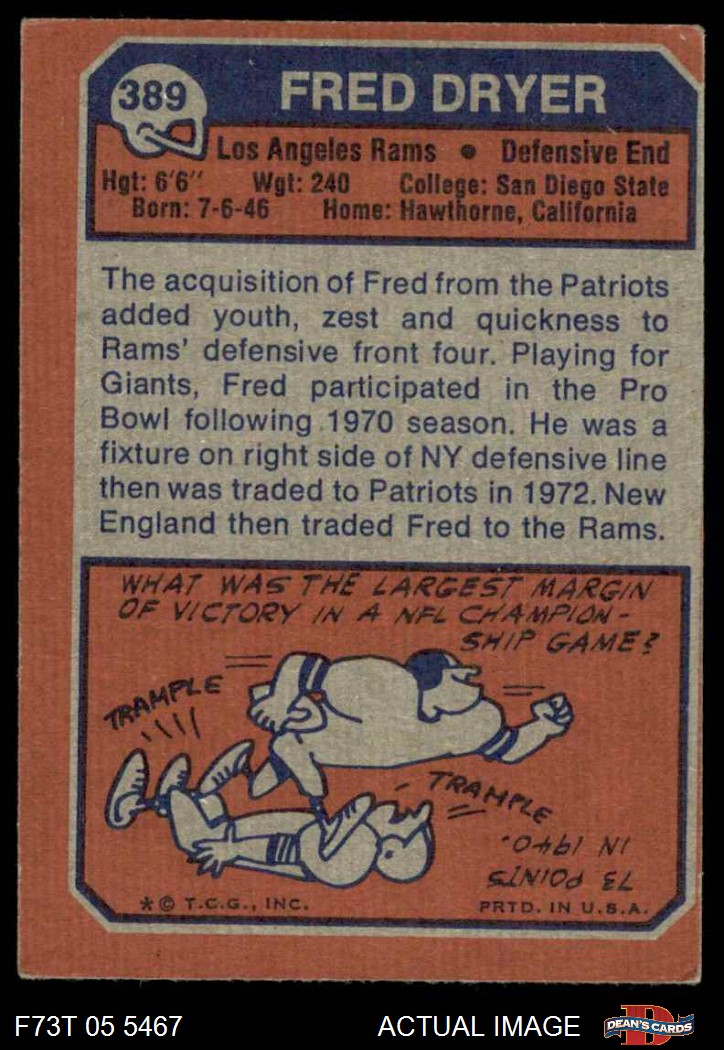 389
FRED DRYER
Los Angeles Rams • Defensive End
Hgt: 6'6" Wgt: 240 College: San Diego State
Born: 7-6-46 Home: Hawthorne, California
The acquisition of Fred from the Patriots
added youth, zest and quickness to
Rams' defensive front four. Playing for
Giants, Fred participated in the Pro
Bowl following 1970 season. He was a
fixture on right side of NY defensive line
then was traded to Patriots in 1972. New
England then traded Fred to the Rams.
WHAT WAS THE LARGEST MARGIN
OF VICTORY IN A NFL CHAMPION-
SHIP GAME?
TRAMPLE
TRAMPLE
73 POINTS
IN 1940.
* © T.C.G., INC. PRTD. IN U.S.A.
F73T 05 5467 ACTUAL IMAGE
D
DEAN'S CARDS